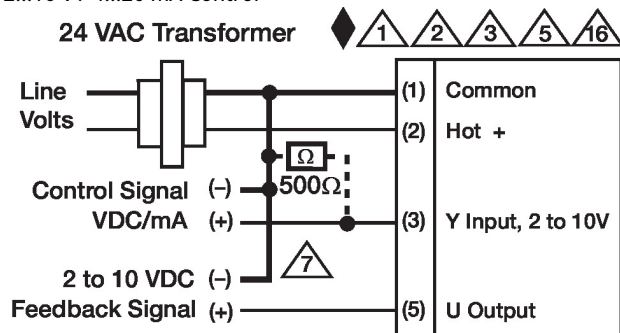 24 VAC Transformer
1 2 3 5 16
Line Volts
(1) Common
(2) Hot +
Ω
500Ω
Control Signal (–)
VDC/mA (+)
(3) Y Input, 2 to 10V
7
2 to 10 VDC (–)
Feedback Signal (+)
(5) U Output